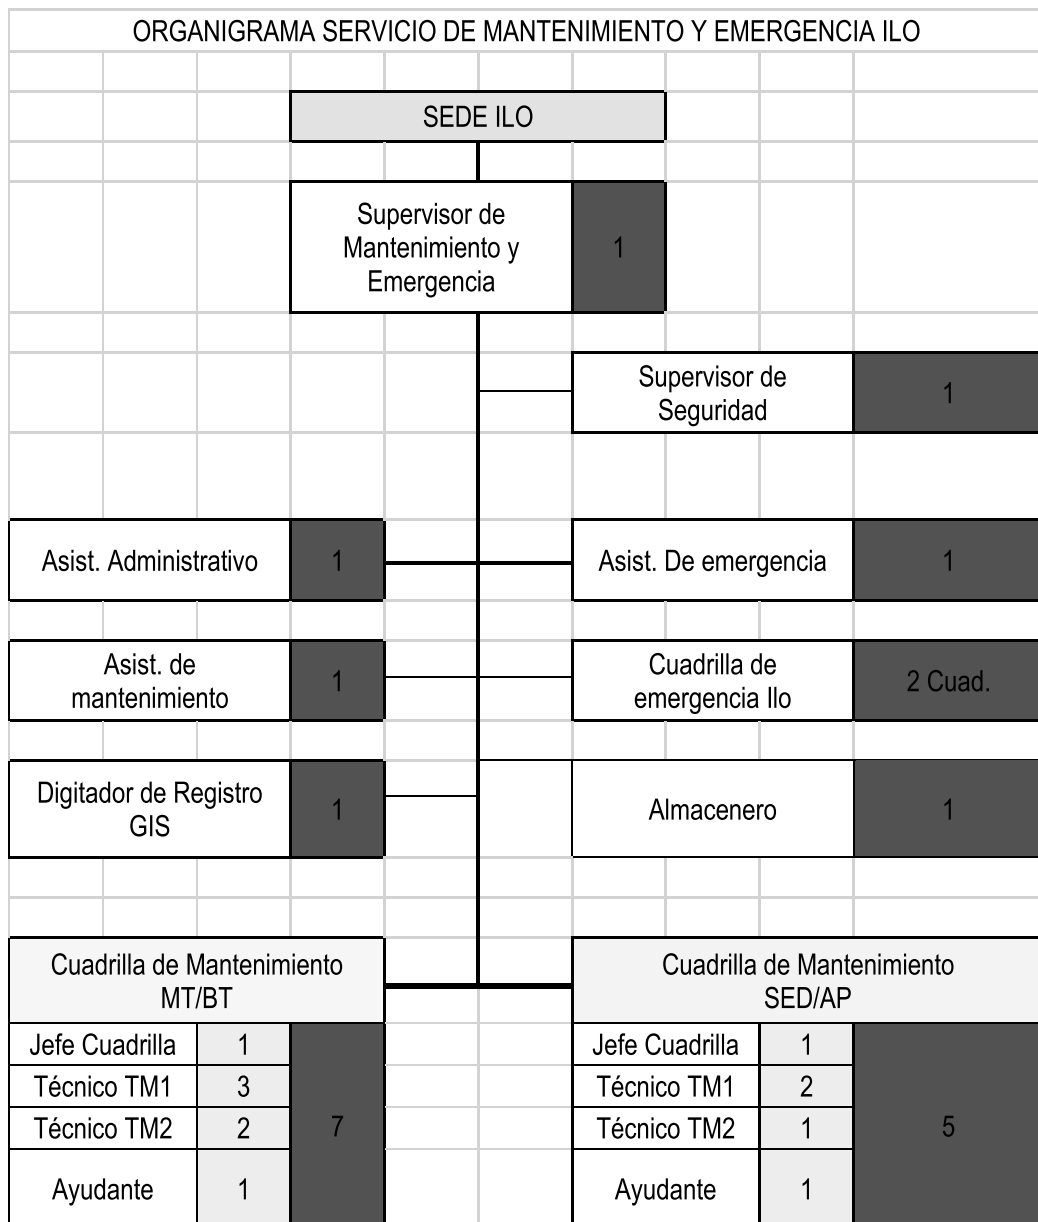 ORGANIGRAMA SERVICIO DE MANTENIMIENTO Y EMERGENCIA ILO
SEDE ILO
Supervisor de
Mantenimiento y
Emergencia
1
Supervisor de
Seguridad
1
Asist. Administrativo
1
Asist. De emergencia
1
Asist. de
mantenimiento
1
Cuadrilla de
emergencia Ilo
2 Cuad.
Digitador de Registro
GIS
1
Almacenero
1
Cuadrilla de Mantenimiento
MT/BT
Jefe Cuadrilla 1
Técnico TM1 3
Técnico TM2 2
Ayudante 1
7
Cuadrilla de Mantenimiento
SED/AP
Jefe Cuadrilla 1
Técnico TM1 2
Técnico TM2 1
Ayudante 1
5